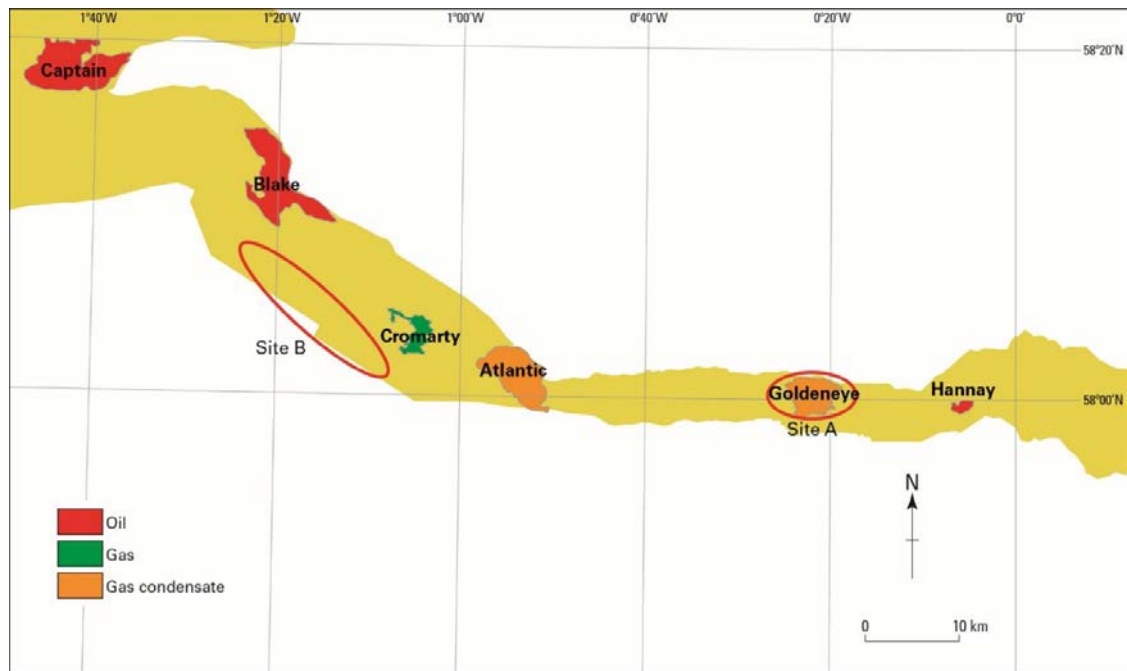 1°40′W
1°20′W
1°00′W
0°40′W
0°20′W
0°0′
58°20′N
Captain
Blake
Site B
Cromarty
Atlantic
Goldeneye
Site A
Hannay
58°00′N
N
Oil
Gas
Gas condensate
0 10 km